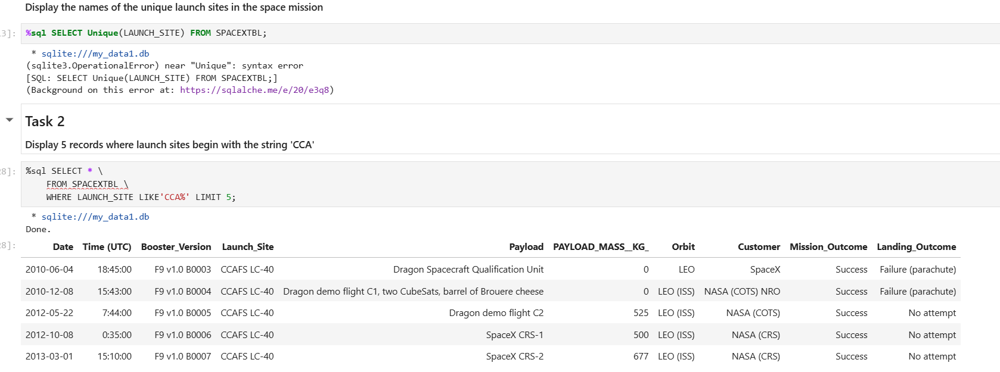 Display the names of the unique launch sites in the space mission
3]: %sql SELECT Unique(LAUNCH_SITE) FROM SPACEXTBL;
* sqlite:///my_data1.db
(sqlite3.OperationalError) near "Unique": syntax error
[SQL: SELECT Unique(LAUNCH_SITE) FROM SPACEXTBL;]
(Background on this error at: https://sqlalche.me/e/20/e3q8)
Task 2
Display 5 records where launch sites begin with the string 'CCA'
8]: %sql SELECT * \
FROM SPACEXTBL \
WHERE LAUNCH_SITE LIKE'CCA%' LIMIT 5;
* sqlite:///my_data1.db
Done.
8]: Date Time (UTC) Booster_Version Launch_Site Payload PAYLOAD_MASS__KG_ Orbit Customer Mission_Outcome Landing_Outcome
2010-06-04 18:45:00 F9 v1.0 B0003 CCAFS LC-40 Dragon Spacecraft Qualification Unit 0 LEO SpaceX Success Failure (parachute)
2010-12-08 15:43:00 F9 v1.0 B0004 CCAFS LC-40 Dragon demo flight C1, two CubeSats, barrel of Brouere cheese 0 LEO (ISS) NASA (COTS) NRO Success Failure (parachute)
2012-05-22 7:44:00 F9 v1.0 B0005 CCAFS LC-40 Dragon demo flight C2 525 LEO (ISS) NASA (COTS) Success No attempt
2012-10-08 0:35:00 F9 v1.0 B0006 CCAFS LC-40 SpaceX CRS-1 500 LEO (ISS) NASA (CRS) Success No attempt
2013-03-01 15:10:00 F9 v1.0 B0007 CCAFS LC-40 SpaceX CRS-2 677 LEO (ISS) NASA (CRS) Success No attempt